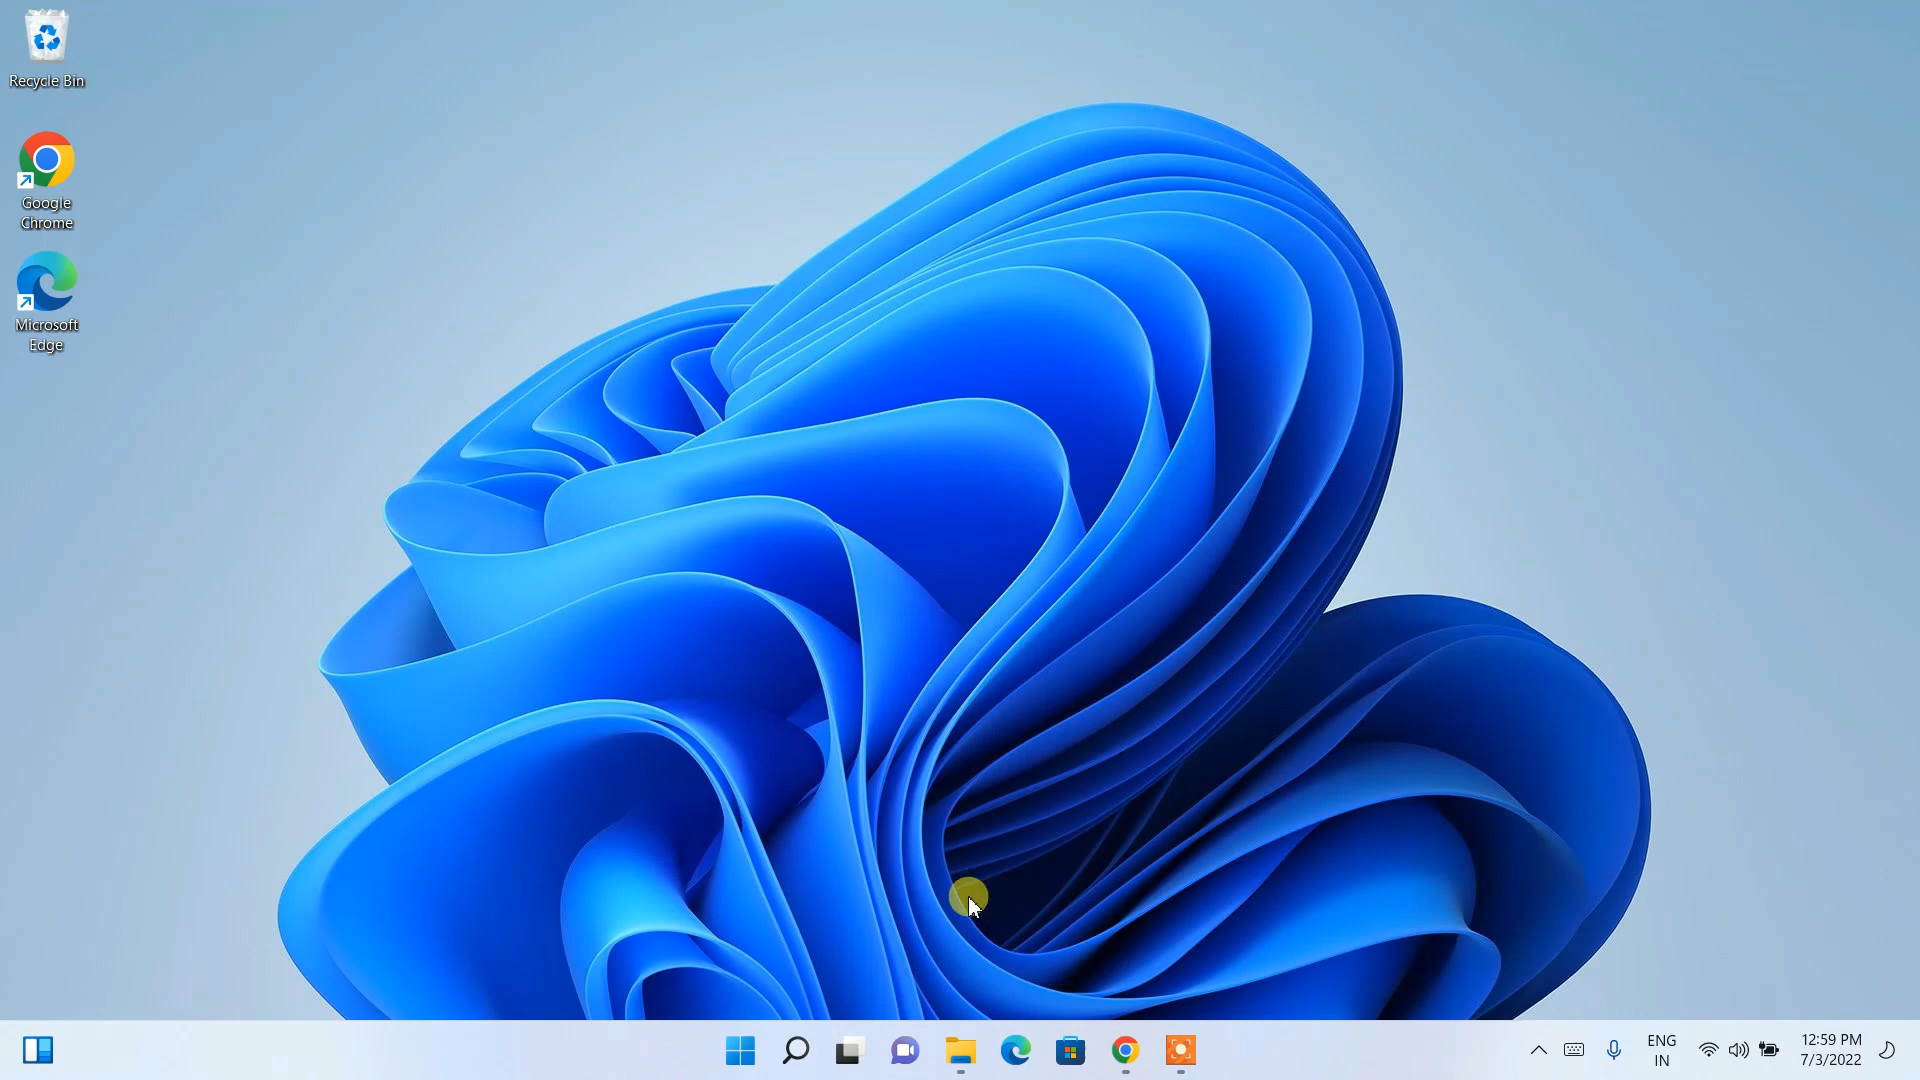 Recycle Bin
Google
Chrome
Microsoft
Edge
ENG
IN
12:59 PM
7/3/2022